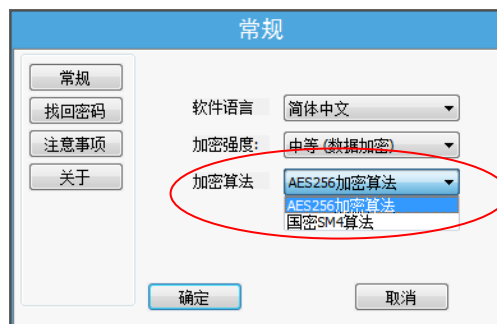 常规
常规
找回密码
注意事项
关于
软件语言 简体中文
加密强度: 中等 (数据加密)
加密算法 AES256加密算法
AES256加密算法
国密SM4算法
确定 取消